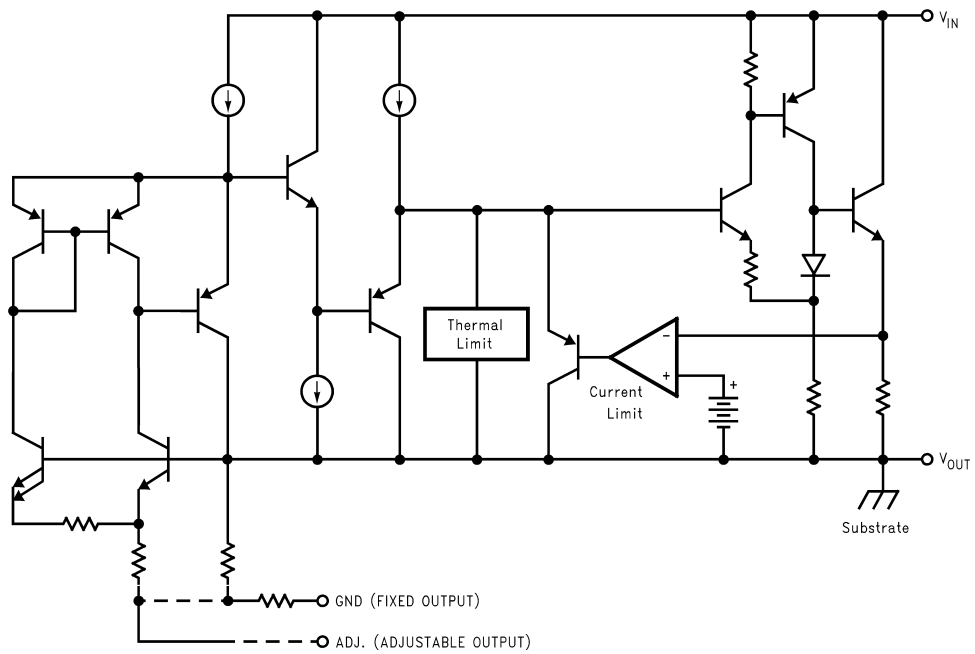 V_IN
Thermal
Limit
−
+
+
Current
Limit
V_OUT
Substrate
GND (FIXED OUTPUT)
ADJ. (ADJUSTABLE OUTPUT)